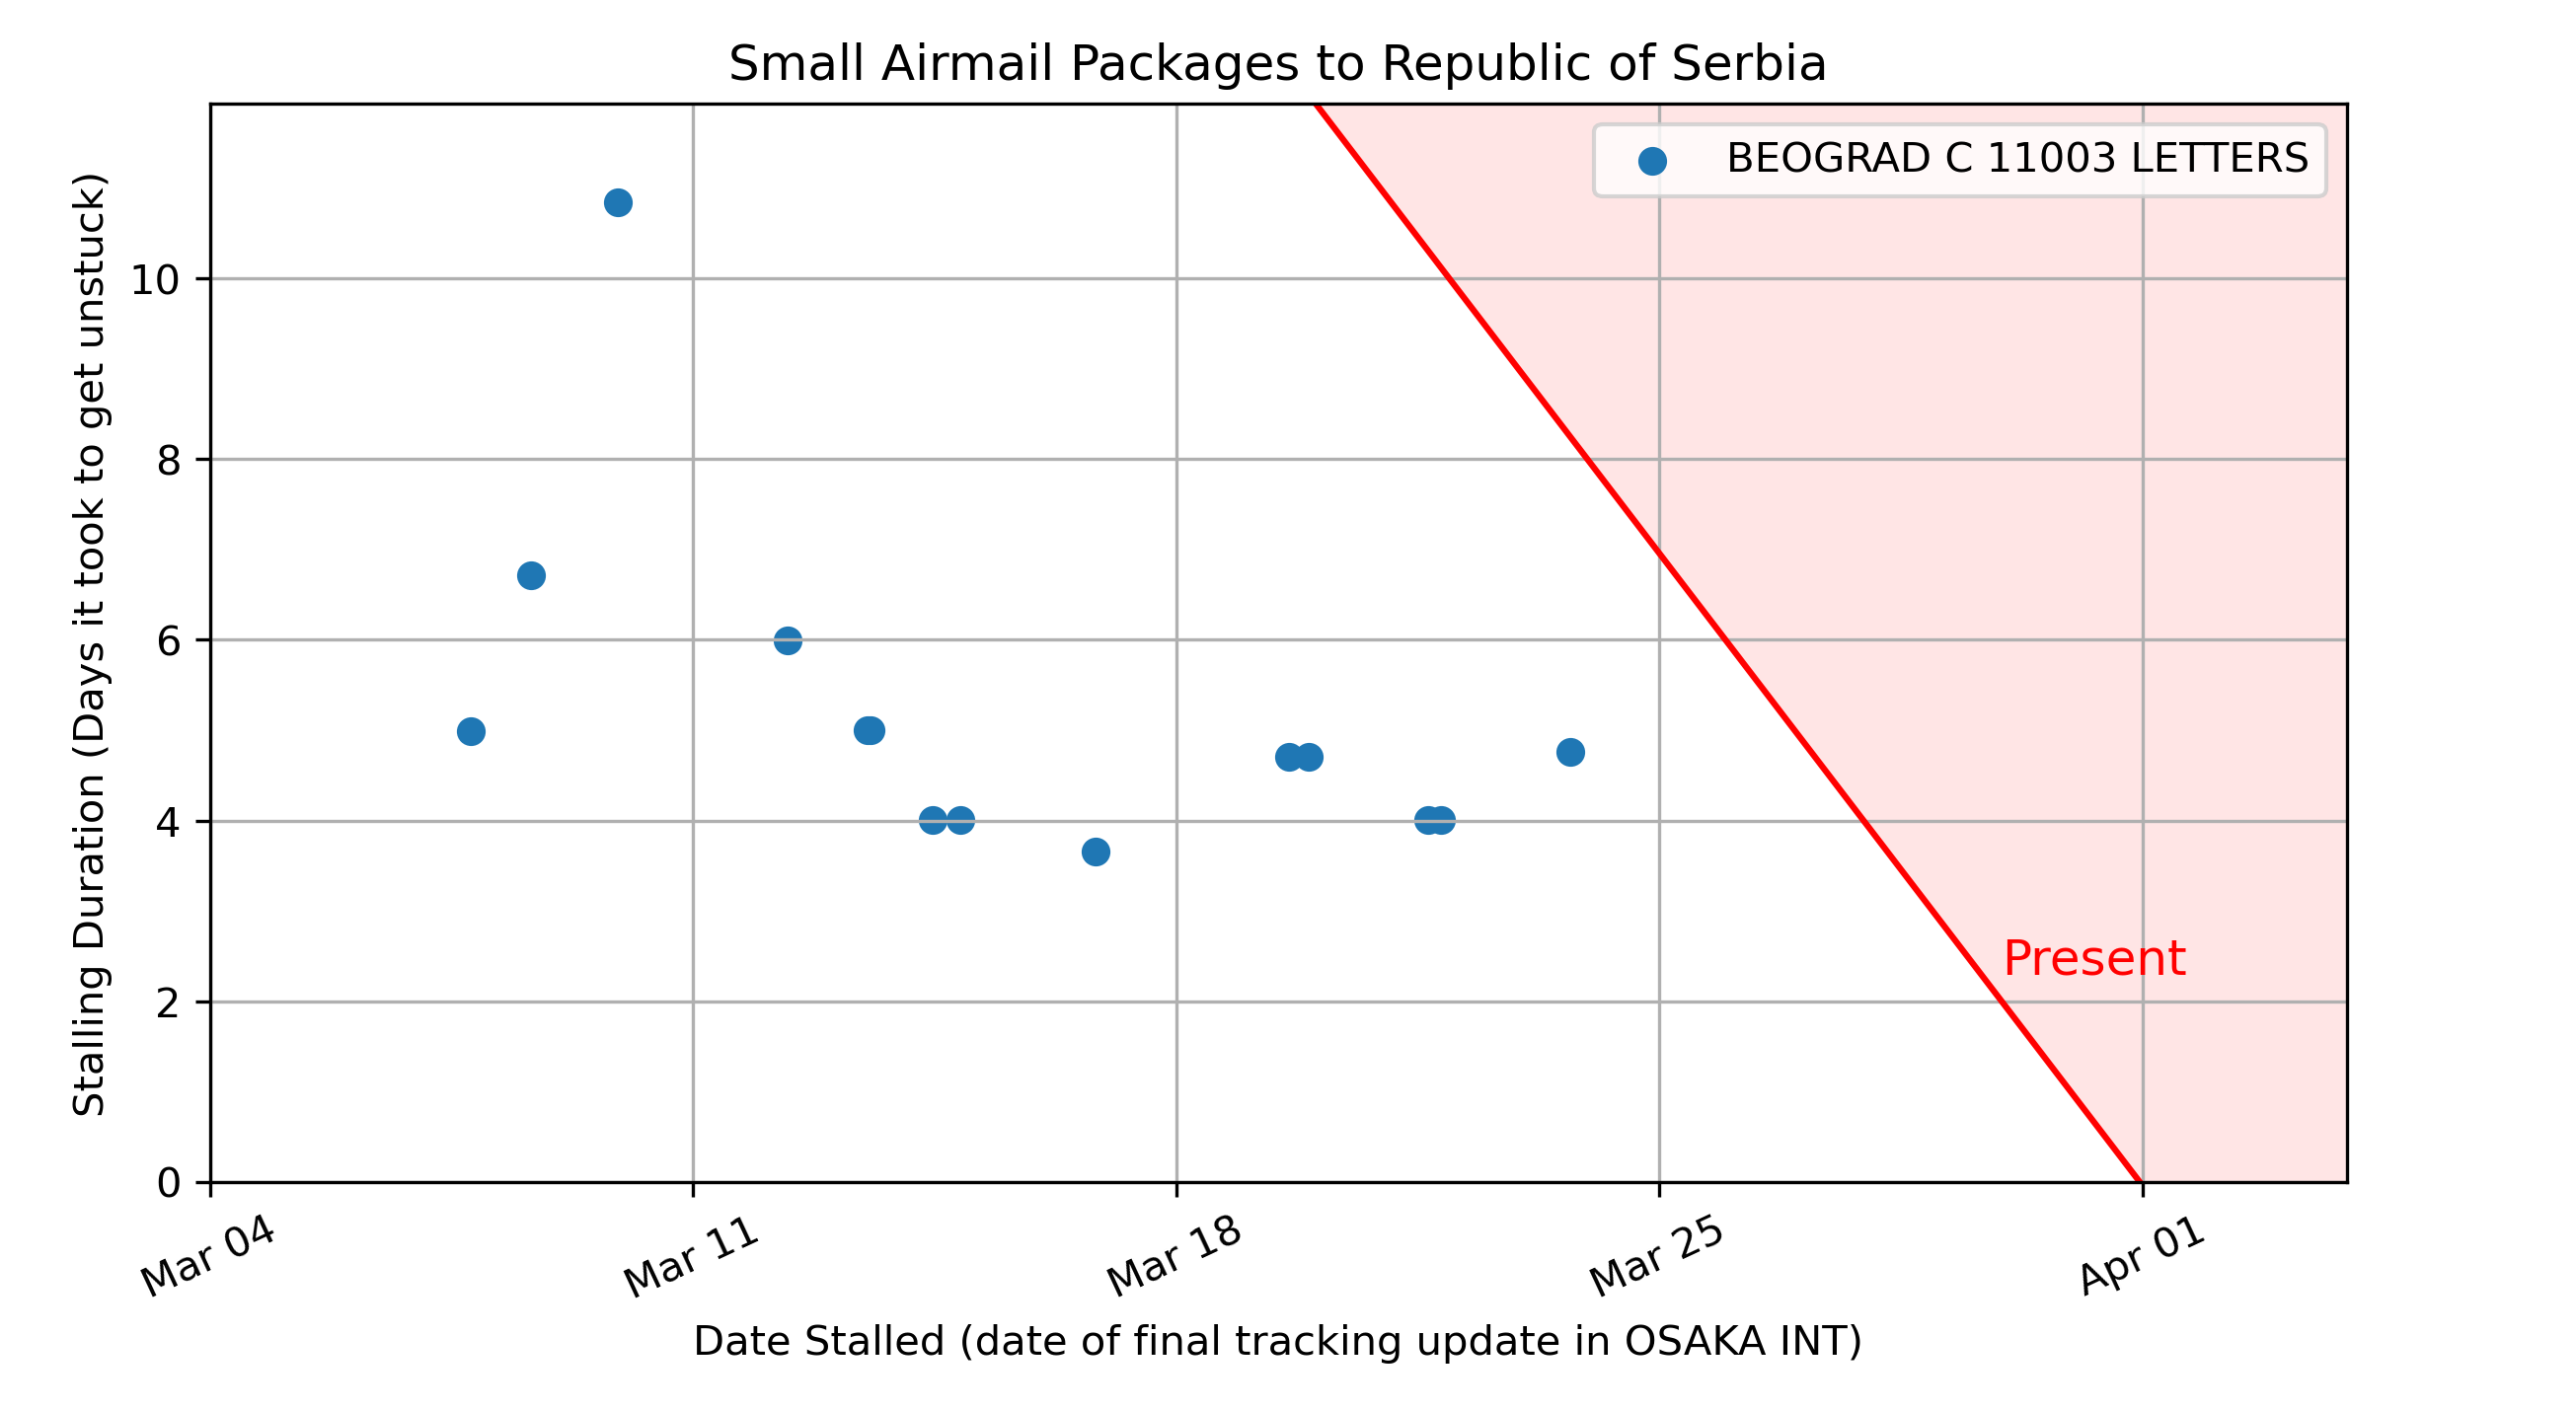 Small Airmail Packages to Republic of Serbia
BEOGRAD C 11003 LETTERS
Stalling Duration (Days it took to get unstuck)
10
8
6
4
2
0
Present
Mar 04
Mar 11
Mar 18
Mar 25
Apr 01
Date Stalled (date of final tracking update in OSAKA INT)